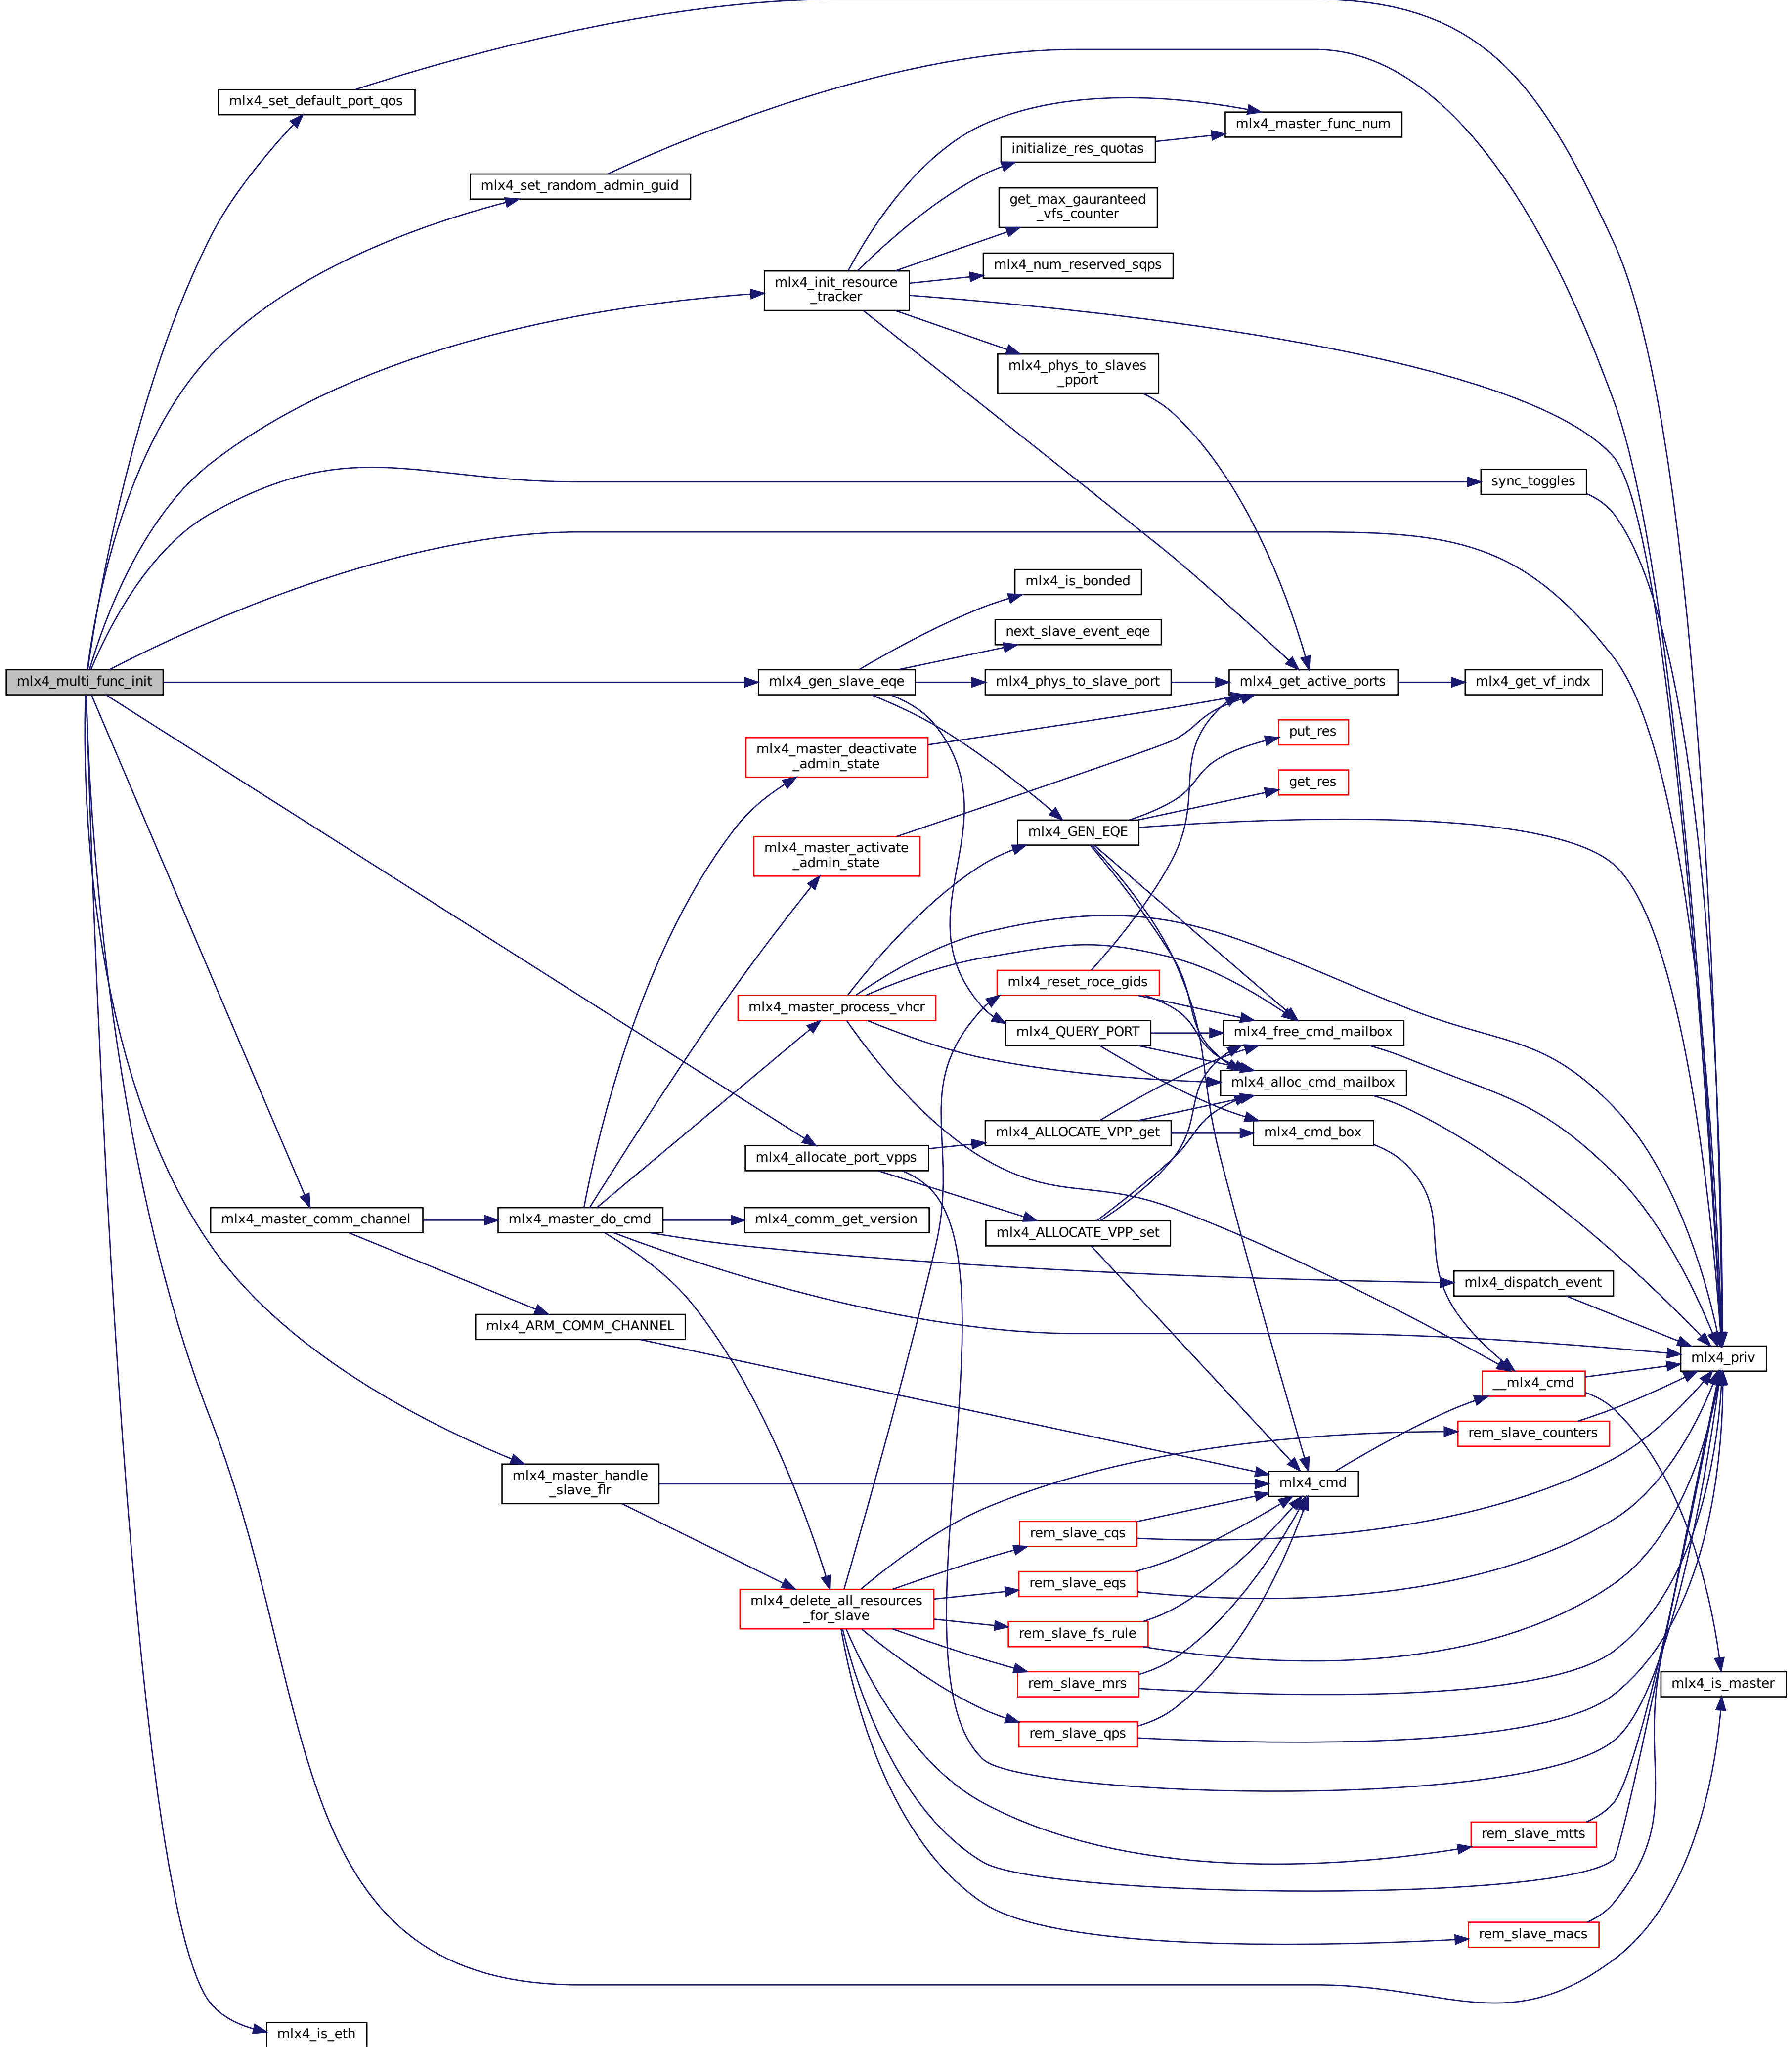 mlx4_set_default_port_qos
mlx4_master_func_num
initialize_res_quotas
mlx4_set_random_admin_guid
get_max_gauranteed
_vfs_counter
mlx4_num_reserved_sqps
mlx4_init_resource
_tracker
mlx4_phys_to_slaves
_pport
sync_toggles
mlx4_is_bonded
next_slave_event_eqe
mlx4_multi_func_init
mlx4_gen_slave_eqe
mlx4_phys_to_slave_port
mlx4_get_active_ports
mlx4_get_vf_indx
put_res
mlx4_master_deactivate
_admin_state
get_res
mlx4_GEN_EQE
mlx4_master_activate
_admin_state
mlx4_reset_roce_gids
mlx4_master_process_vhcr
mlx4_QUERY_PORT
mlx4_free_cmd_mailbox
mlx4_alloc_cmd_mailbox
mlx4_ALLOCATE_VPP_get
mlx4_cmd_box
mlx4_allocate_port_vpps
mlx4_master_comm_channel
mlx4_master_do_cmd
mlx4_comm_get_version
mlx4_ALLOCATE_VPP_set
mlx4_dispatch_event
mlx4_ARM_COMM_CHANNEL
mlx4_priv
__mlx4_cmd
rem_slave_counters
mlx4_master_handle
_slave_flr
mlx4_cmd
rem_slave_cqs
rem_slave_eqs
mlx4_delete_all_resources
_for_slave
rem_slave_fs_rule
rem_slave_mrs
mlx4_is_master
rem_slave_qps
rem_slave_mtts
rem_slave_macs
mlx4_is_eth